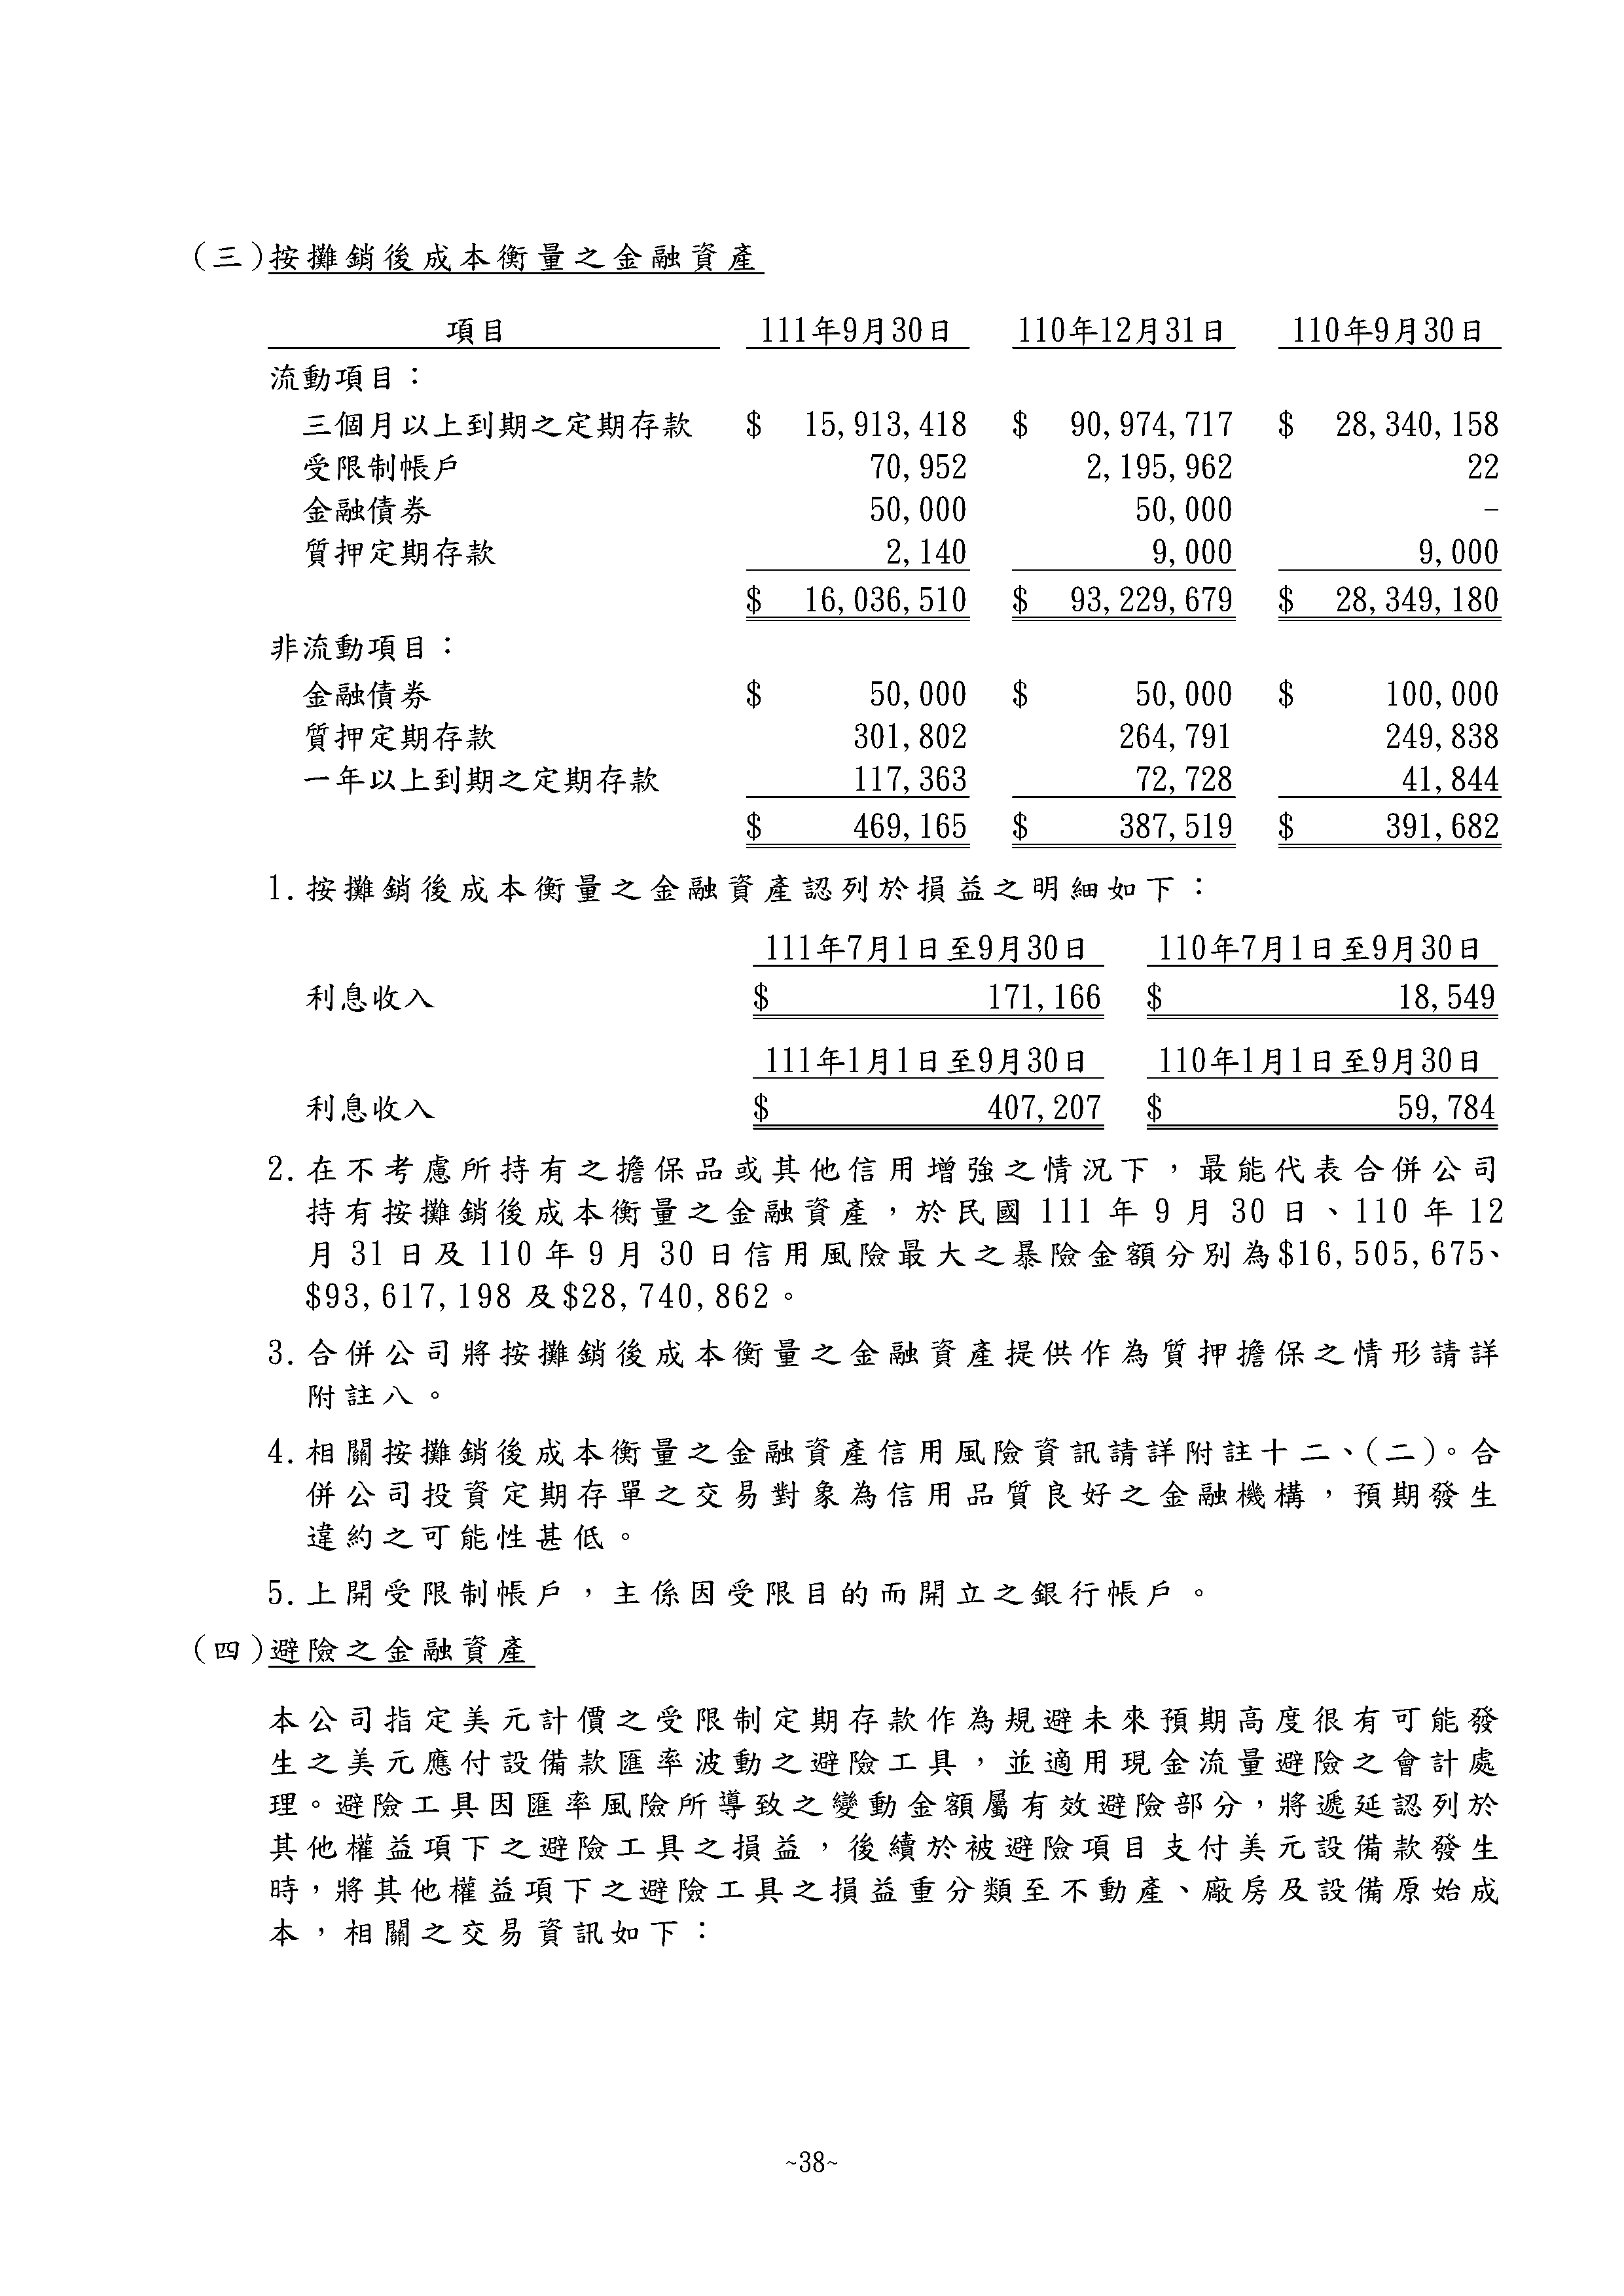 (三)按攤銷後成本衡量之金融資產
項目 111年9月30日 110年12月31日 110年9月30日
流動項目：
三個月以上到期之定期存款 $ 15,913,418 $ 90,974,717 $ 28,340,158
受限制帳戶 70,952 2,195,962 22
金融債券 50,000 50,000 -
質押定期存款 2,140 9,000 9,000
$ 16,036,510 $ 93,229,679 $ 28,349,180
非流動項目：
金融債券 $ 50,000 $ 50,000 $ 100,000
質押定期存款 301,802 264,791 249,838
一年以上到期之定期存款 117,363 72,728 41,844
$ 469,165 $ 387,519 $ 391,682
1.按攤銷後成本衡量之金融資產認列於損益之明細如下：
111年7月1日至9月30日 110年7月1日至9月30日
利息收入 $ 171,166 $ 18,549
111年1月1日至9月30日 110年1月1日至9月30日
利息收入 $ 407,207 $ 59,784
2.在不考慮所持有之擔保品或其他信用增強之情況下，最能代表合併公司
持有按攤銷後成本衡量之金融資產，於民國 111 年 9 月 30 日、110 年 12
月 31 日及 110 年 9 月 30 日信用風險最大之暴險金額分別為$16,505,675、
$93,617,198 及$28,740,862。
3.合併公司將按攤銷後成本衡量之金融資產提供作為質押擔保之情形請詳
附註八。
4.相關按攤銷後成本衡量之金融資產信用風險資訊請詳附註十二、(二)。合
併公司投資定期存單之交易對象為信用品質良好之金融機構，預期發生
違約之可能性甚低。
5.上開受限制帳戶，主係因受限目的而開立之銀行帳戶。
(四)避險之金融資產
本公司指定美元計價之受限制定期存款作為規避未來預期高度很有可能發
生之美元應付設備款匯率波動之避險工具，並適用現金流量避險之會計處
理。避險工具因匯率風險所導致之變動金額屬有效避險部分，將遞延認列於
其他權益項下之避險工具之損益，後續於被避險項目支付美元設備款發生
時，將其他權益項下之避險工具之損益重分類至不動產、廠房及設備原始成
本，相關之交易資訊如下：
~38~